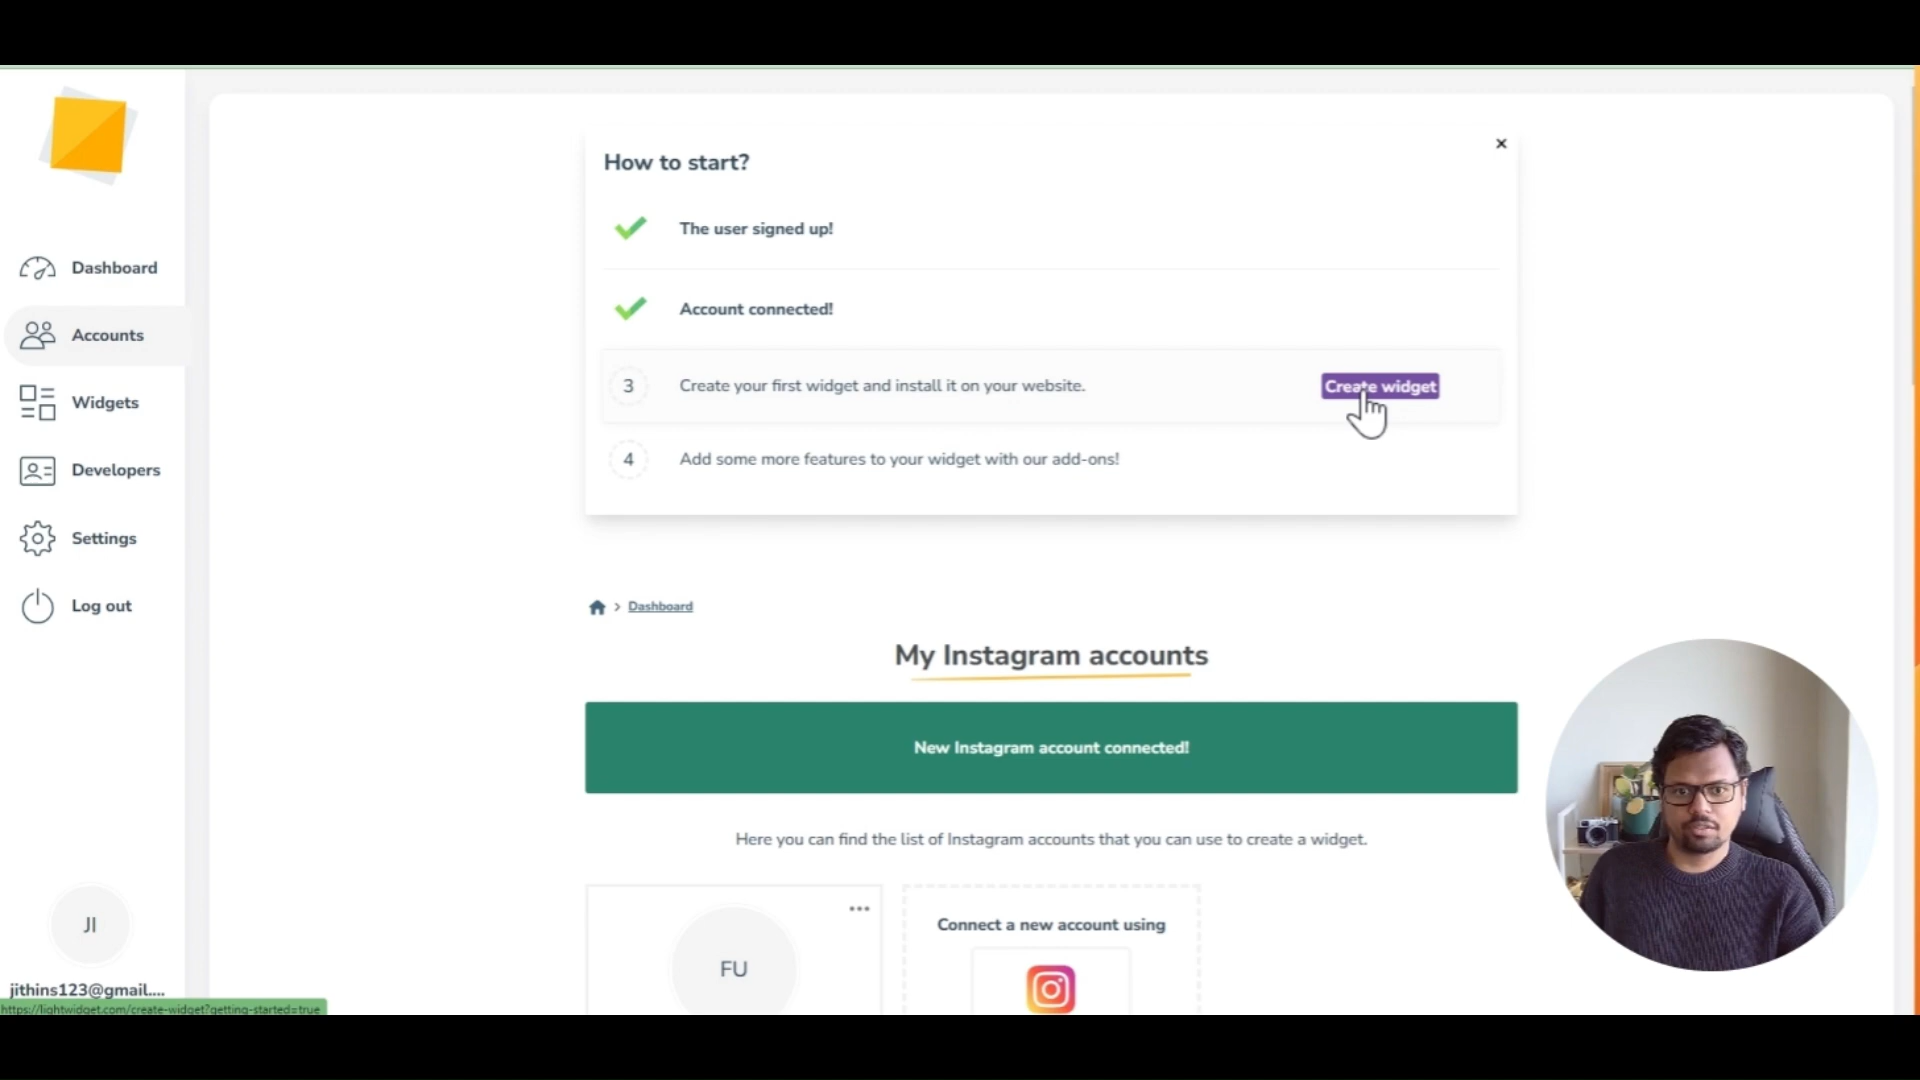 How to start?
The user signed up!
Account connected!
3 Create your first widget and install it on your website. Create widget
4 Add some more features to your widget with our add-ons!
Dashboard
Accounts
Widgets
Developers
Settings
Log out
> Dashboard
My Instagram accounts
New Instagram account connected!
Here you can find the list of Instagram accounts that you can use to create a widget.
FU
Connect a new account using
JI
jithins123@gmail....
https://lightwidget.com/create-widget?getting-started=true